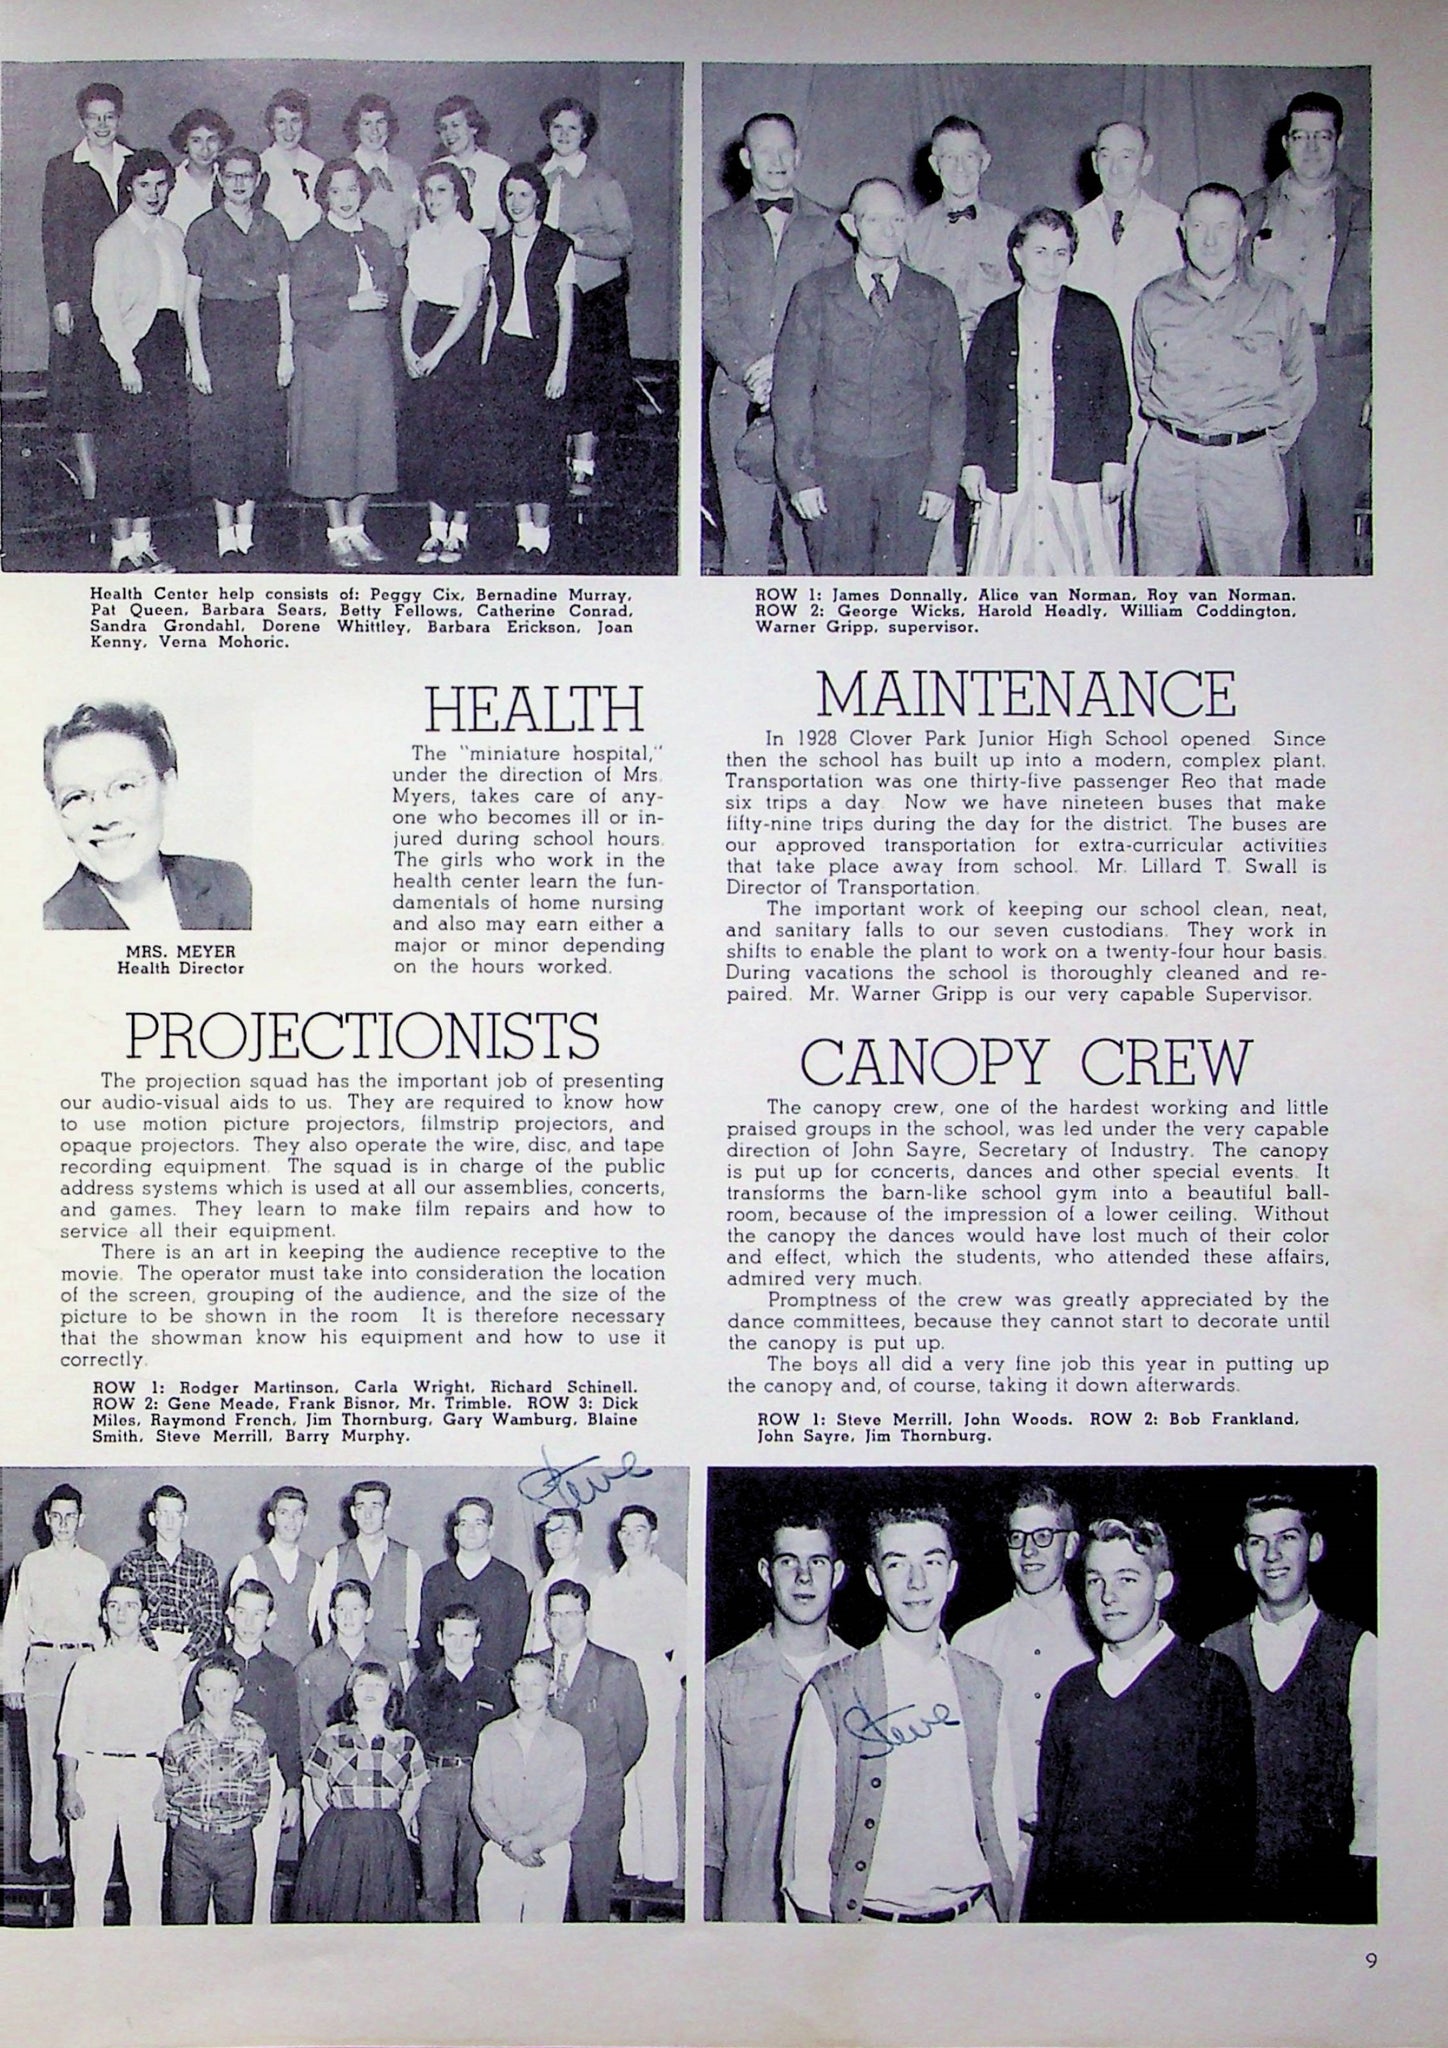 Health Center help consists of: Peggy Cix, Bernadine Murray,
Pat Queen, Barbara Sears, Betty Fellows, Catherine Conrad,
Sandra Grondahl, Dorene Whittley, Barbara Erickson, Joan
Kenny, Verna Mohoric.
HEALTH
The "miniature hospital,"
under the direction of Mrs.
Myers, takes care of any-
one who becomes ill or in-
jured during school hours.
The girls who work in the
health center learn the fun-
damentals of home nursing
and also may earn either a
major or minor depending
on the hours worked.
MRS. MEYER
Health Director
PROJECTIONISTS
The projection squad has the important job of presenting
our audio-visual aids to us. They are required to know how
to use motion picture projectors, filmstrip projectors, and
opaque projectors. They also operate the wire, disc, and tape
recording equipment. The squad is in charge of the public
address systems which is used at all our assemblies, concerts,
and games. They learn to make film repairs and how to
service all their equipment.
There is an art in keeping the audience receptive to the
movie. The operator must take into consideration the location
of the screen, grouping of the audience, and the size of the
picture to be shown in the room It is therefore necessary
that the showman know his equipment and how to use it
correctly.
ROW 1: Rodger Martinson, Carla Wright, Richard Schinell.
ROW 2: Gene Meade, Frank Bisnor, Mr. Trimble. ROW 3: Dick
Miles, Raymond French, Jim Thornburg, Gary Wamburg, Blaine
Smith, Steve Merrill, Barry Murphy.
Steve
ROW 1: James Donnally, Alice van Norman, Roy van Norman.
ROW 2: George Wicks, Harold Headly, William Coddington,
Warner Gripp, supervisor.
MAINTENANCE
In 1928 Clover Park Junior High School opened Since
then the school has built up into a modern, complex plant.
Transportation was one thirty-five passenger Reo that made
six trips a day. Now we have nineteen buses that make
fifty-nine trips during the day for the district. The buses are
our approved transportation for extra-curricular activities
that take place away from school. Mr. Lillard T. Swall is
Director of Transportation.
The important work of keeping our school clean, neat,
and sanitary falls to our seven custodians. They work in
shifts to enable the plant to work on a twenty-four hour basis.
During vacations the school is thoroughly cleaned and re-
paired. Mr. Warner Gripp is our very capable Supervisor.
CANOPY CREW
The canopy crew, one of the hardest working and little
praised groups in the school, was led under the very capable
direction of John Sayre, Secretary of Industry. The canopy
is put up for concerts, dances and other special events. It
transforms the barn-like school gym into a beautiful ball-
room, because of the impression of a lower ceiling. Without
the canopy the dances would have lost much of their color
and effect, which the students, who attended these affairs,
admired very much.
Promptness of the crew was greatly appreciated by the
dance committees, because they cannot start to decorate until
the canopy is put up.
The boys all did a very fine job this year in putting up
the canopy and, of course, taking it down afterwards.
ROW 1: Steve Merrill, John Woods. ROW 2: Bob Frankland,
John Sayre, Jim Thornburg.
Steve
9